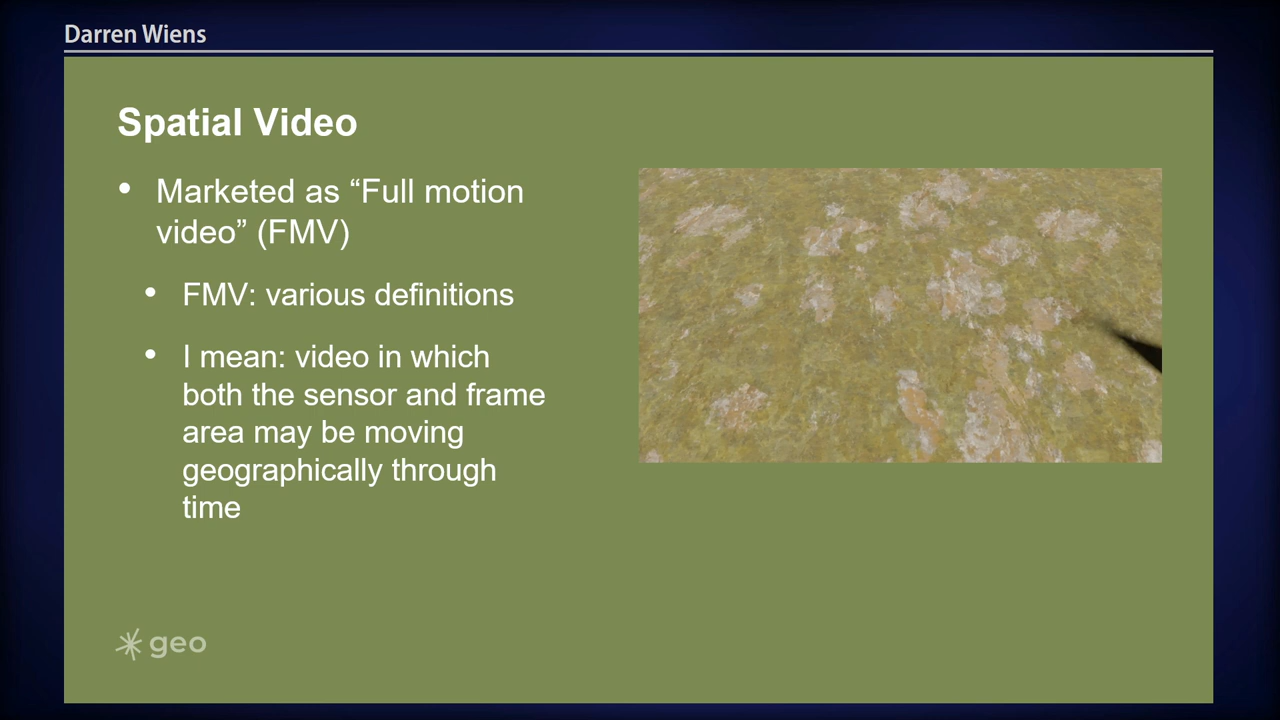 Darren Wiens
Spatial Video
• Marketed as “Full motion
video” (FMV)
• FMV: various definitions
• I mean: video in which
both the sensor and frame
area may be moving
geographically through
time
geo